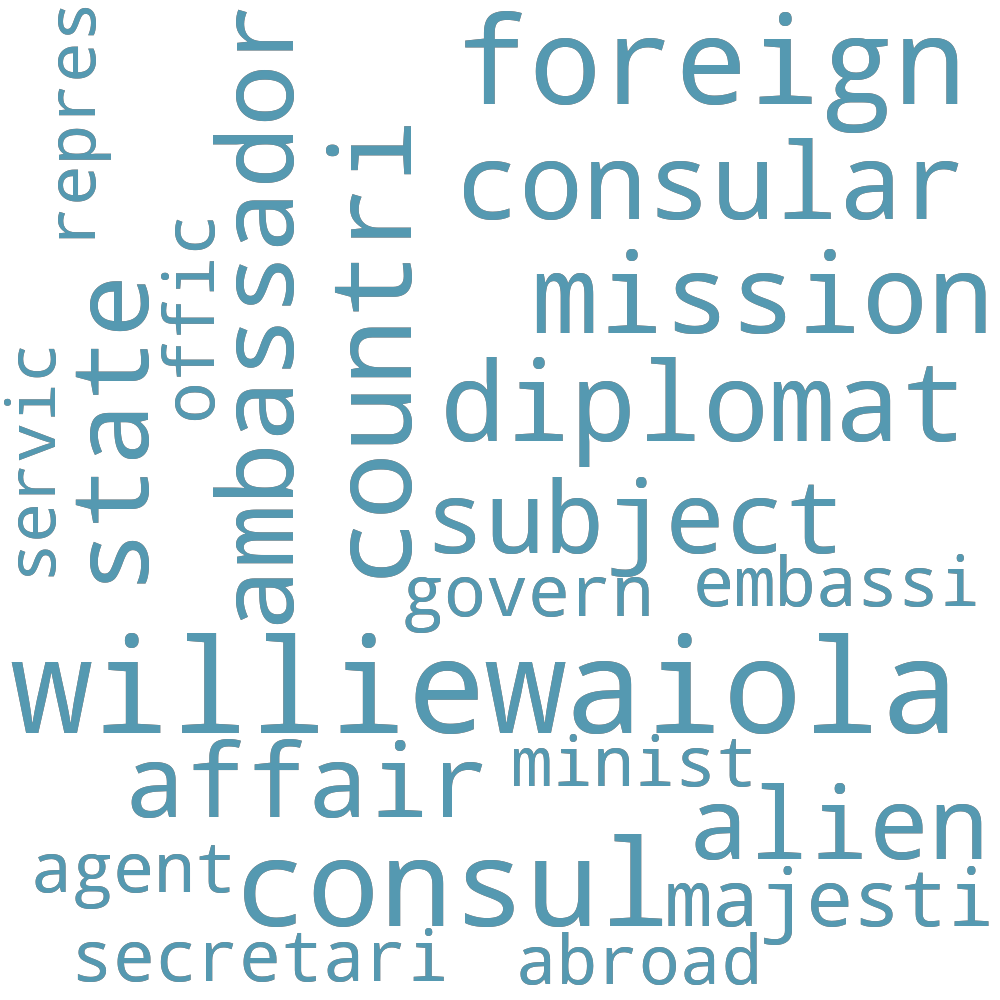 foreign
consular
mission
diplomat
subject
govern
embassi
williewaiola
affair
minist
alien
agent
consul
majesti
secretari
abroad
repres
servic
state
offic
ambassador
countri